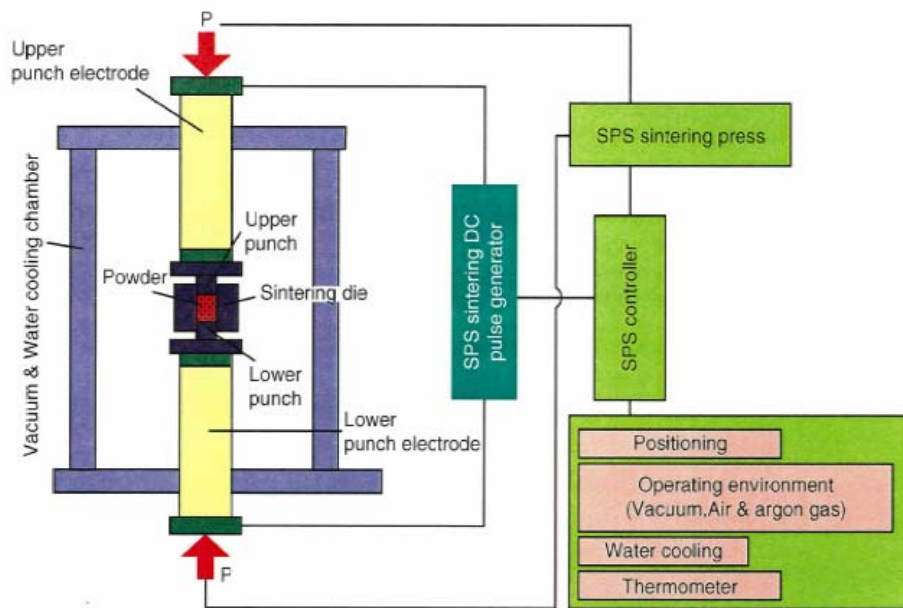 P
Upper
punch electrode
Vacuum & Water cooling chamber
Upper
punch
Powder
Sintering die
Lower
punch
Lower
punch electrode
P
SPS sintering DC
pulse generator
SPS sintering press
SPS controller
Positioning
Operating environment
(Vacuum,Air & argon gas)
Water cooling
Thermometer